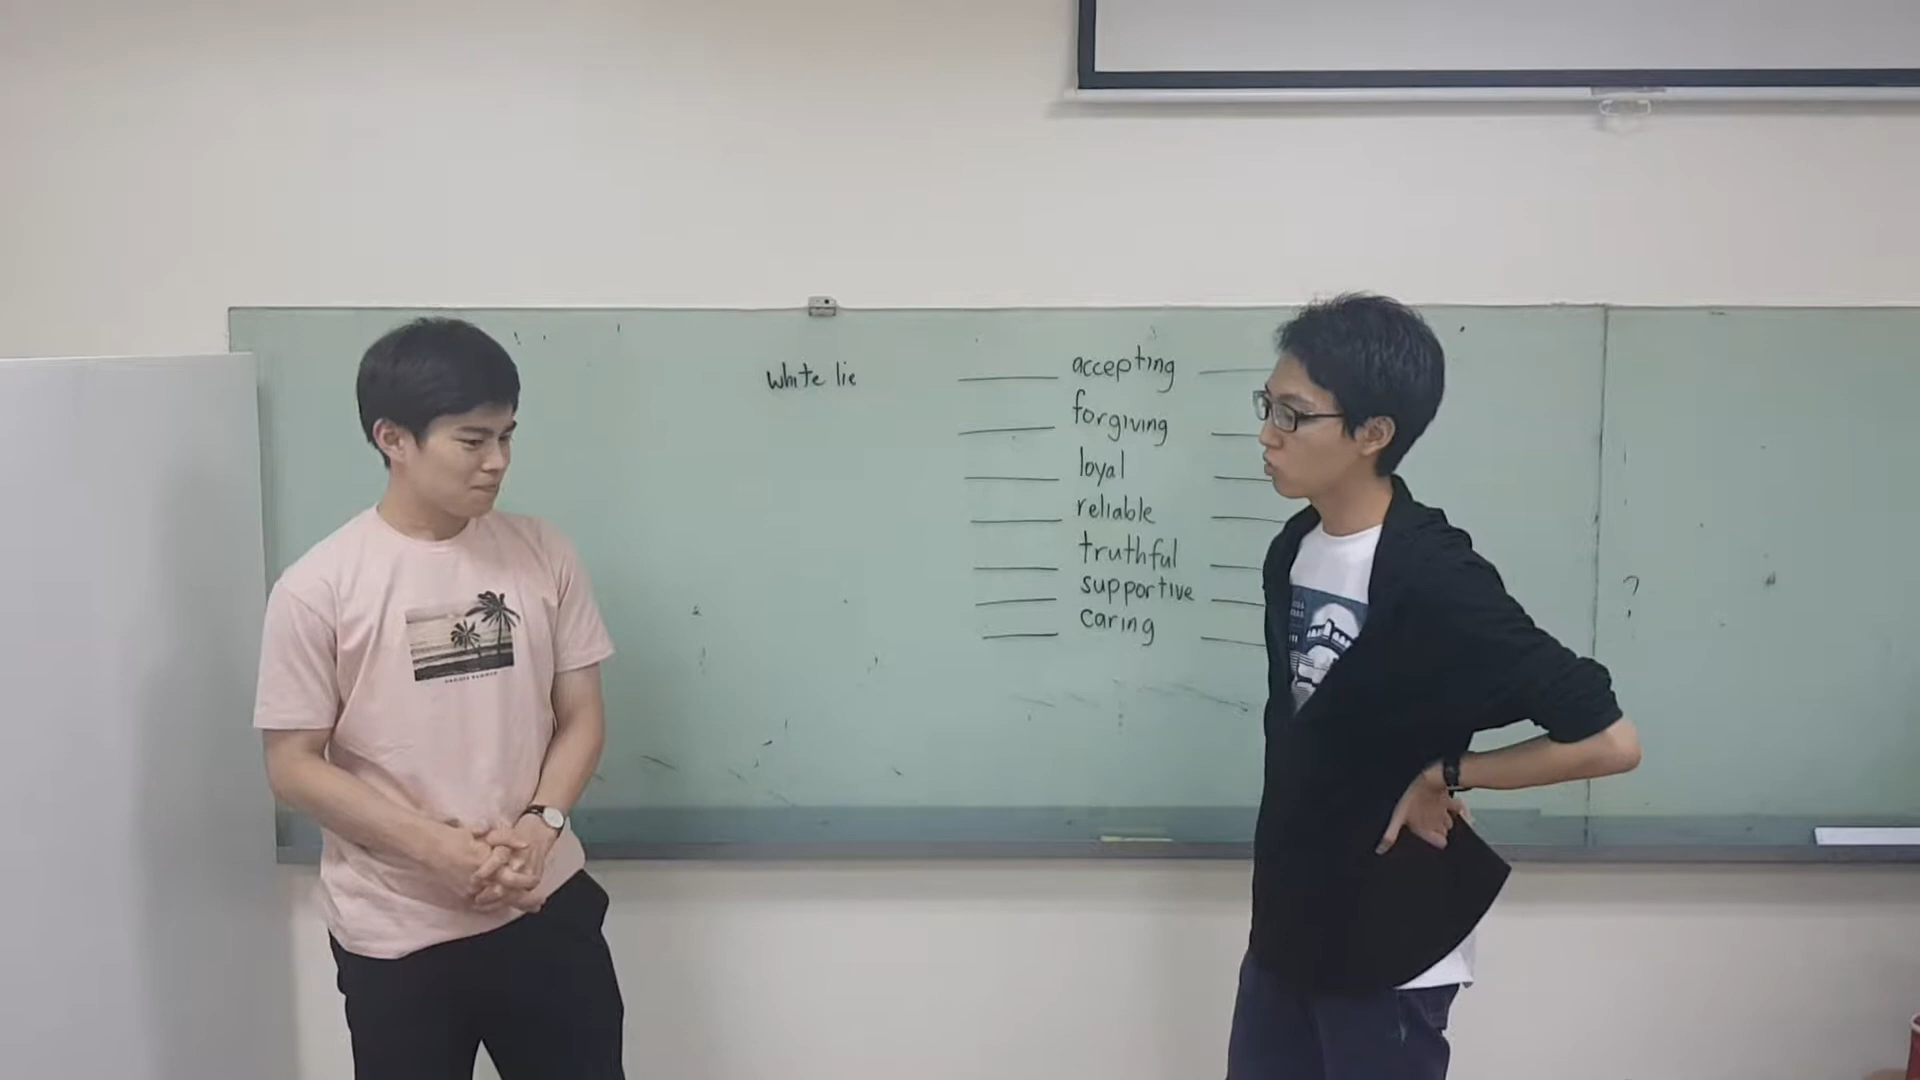 white lie
accepting
forgiving
loyal
reliable
truthful
supportive
caring
?